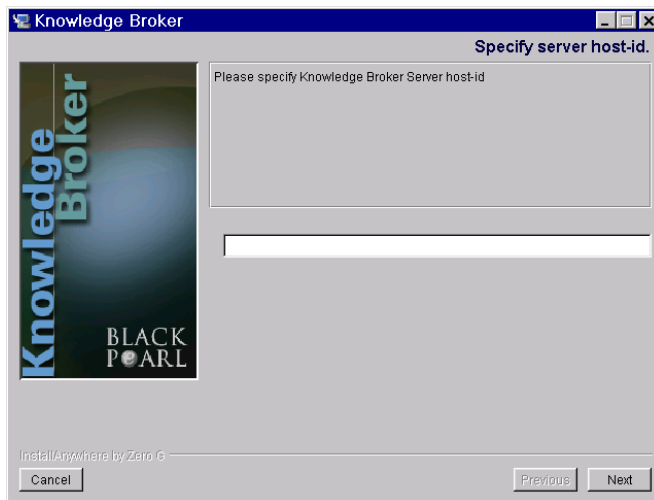 Knowledge Broker
Specify server host-id.
Please specify Knowledge Broker Server host-id
Knowledge
Broker
BLACK
PeARL
InstallAnywhere by Zero G
Cancel
Previous
Next